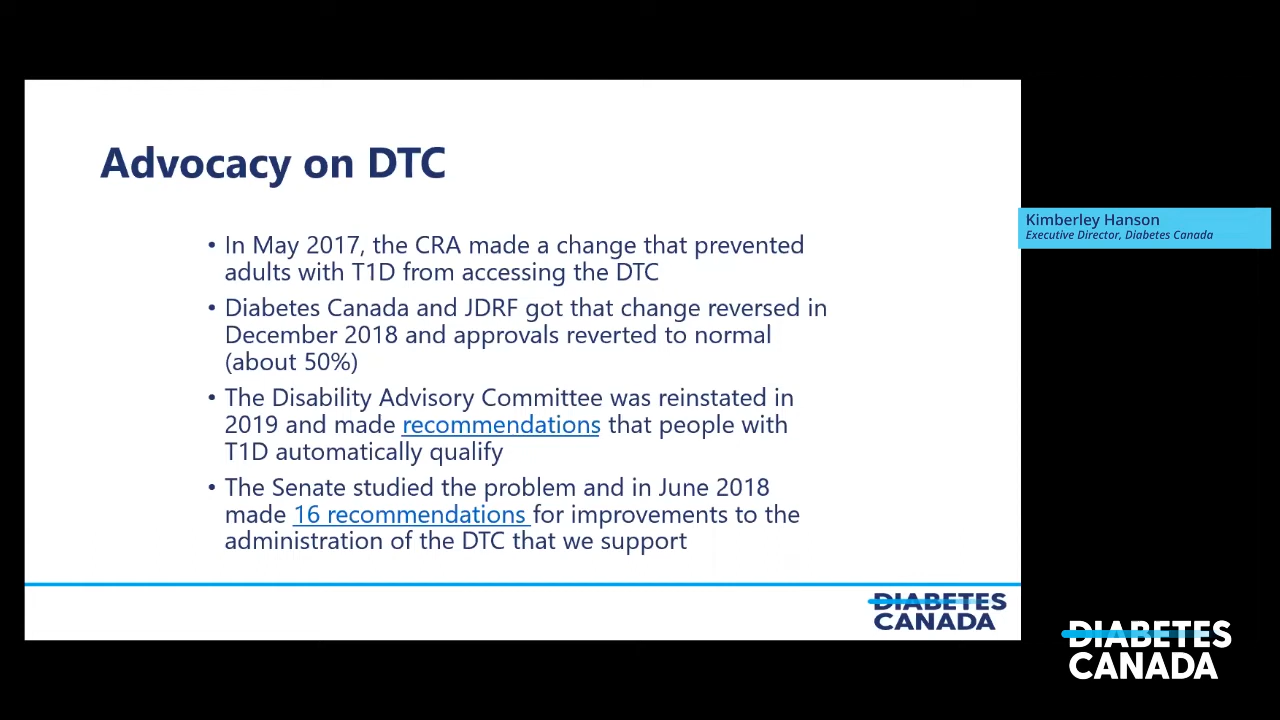 Advocacy on DTC
• In May 2017, the CRA made a change that prevented
adults with T1D from accessing the DTC
• Diabetes Canada and JDRF got that change reversed in
December 2018 and approvals reverted to normal
(about 50%)
• The Disability Advisory Committee was reinstated in
2019 and made recommendations that people with
T1D automatically qualify
• The Senate studied the problem and in June 2018
made 16 recommendations for improvements to the
administration of the DTC that we support
DIABETES
CANADA
Kimberley Hanson
Executive Director, Diabetes Canada
DIABETES
CANADA